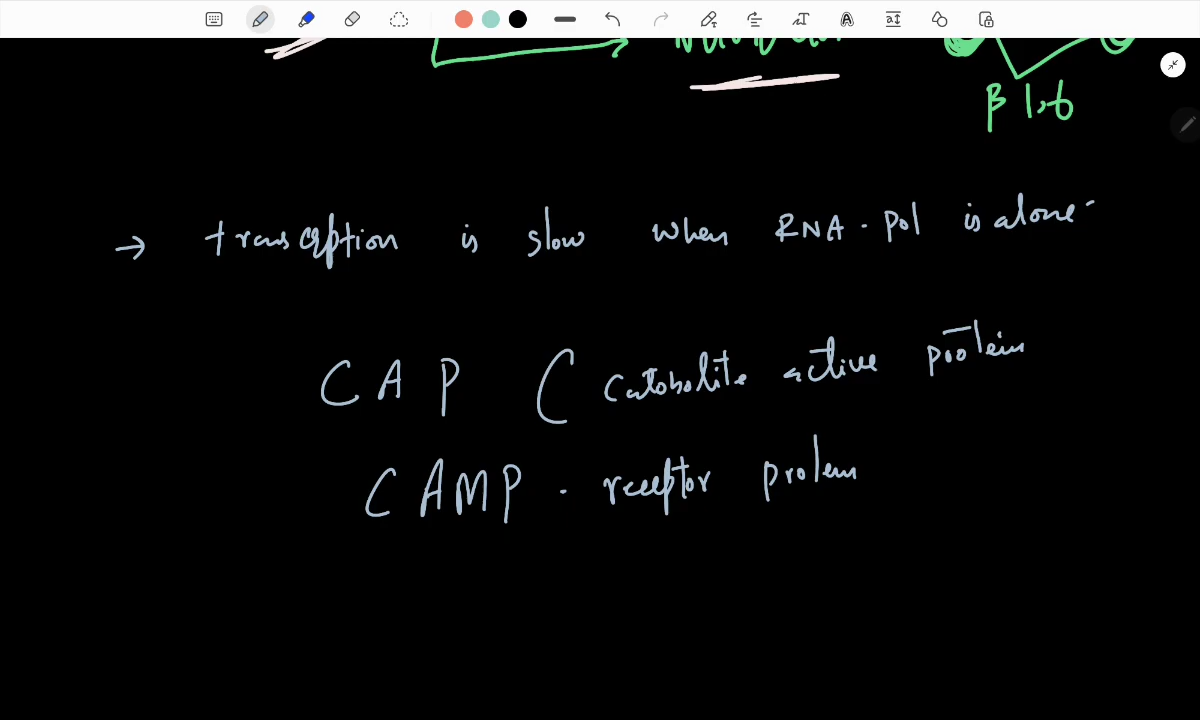 β 1,6
→ transcription is slow when RNA. pol is alone.
CAP ( Catabolite active protein
CAMP. receptor protein